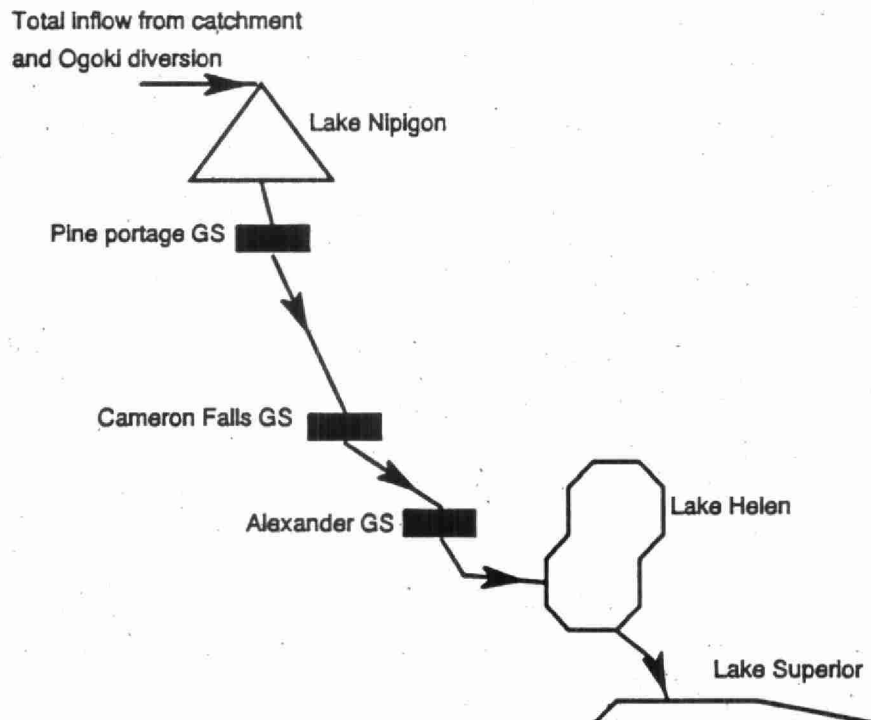 Total inflow from catchment
and Ogoki diversion
Lake Nipigon
Pine portage GS
Cameron Falls GS
Alexander GS
Lake Helen
Lake Superior